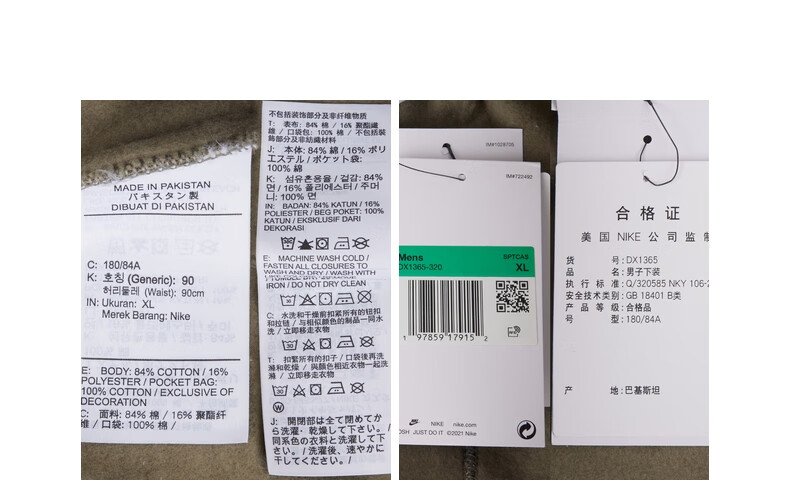 MADE IN PAKISTAN
パキスタン製
DIBUAT DI PAKISTAN
C: 180/84A
K: 호칭 (Generic): 90
허리둘레 (Waist): 90cm
IN: Ukuran: XL
Merek Barang: Nike
E: BODY: 84% COTTON / 16%
POLYESTER / POCKET BAG:
100% COTTON / EXCLUSIVE OF
DECORATION
C: 面料: 84% 棉 / 16% 聚酯纤
维 / 口袋: 100% 棉 /
不包括装饰部分及非纤维物质
T: 表布: 84% 棉 / 16% 聚酯纖
維 / 口袋包: 100% 棉 / 不包括裝
飾部分及非紡織材料
J: 本体: 84% 綿 / 16% ポリ
エステル / ポケット袋:
100% 綿
K: 섬유혼용율 / 겉감: 84%
면 / 16% 폴리에스터 / 주머
니: 100% 면
IN: BADAN: 84% KATUN / 16%
POLIESTER / BEG POKET: 100%
KATUN / EKSKLUSIF DARI
DEKORASI
E: MACHINE WASH COLD /
FASTEN ALL CLOSURES TO
WASH AND DRY / WASH WITH
IRON / DO NOT DRY CLEAN
C: 水洗和干燥前扣紧所有的钮扣
和拉链 / 与相似颜色的制品一同水
洗 / 立即移走衣物
T: 扣緊所有的扣子 / 口袋後再洗
滌和乾燥 / 與顏色相近衣物一起洗
滌 / 立即移走衣物
W
J: 開閉部は全て閉めてか
ら洗濯・乾燥して下さい。/
同系色の衣料と洗濯して下
さい。/ 洗濯後、速やかに
干してください。/
IM#1028706
IM#722492
Mens
SPTCAS
DX1365-320
XL
1 97859 17915 2
NIKE nike.com
JUST DO IT ©2021 Nike
合格证
美国 NIKE 公司监制
货 号: DX1365
品 名: 男子下装
执行标准: Q/320585 NKY 106-2
安全技术类别: GB 18401 B类
产品等级: 合格品
号 型: 180/84A
产 地: 巴基斯坦